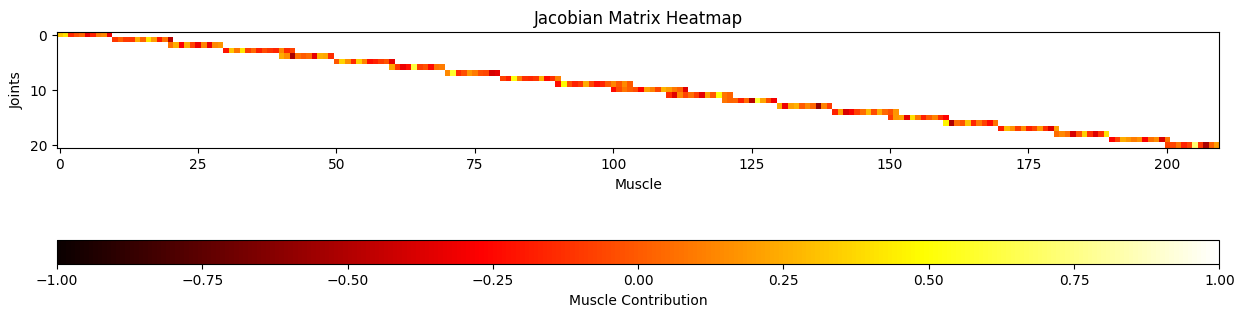 Jacobian Matrix Heatmap
Joints
0
10
20
0 25 50 75 100 125 150 175 200
Muscle
−1.00 −0.75 −0.50 −0.25 0.00 0.25 0.50 0.75 1.00
Muscle Contribution